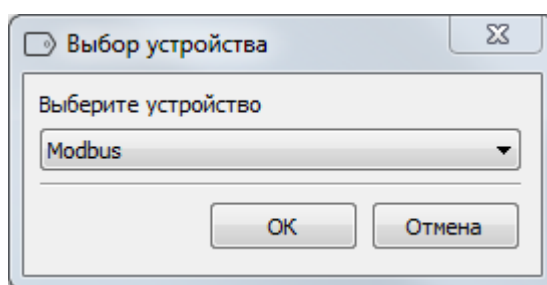 Выбор устройства
Выберите устройство
Modbus
OK
Отмена